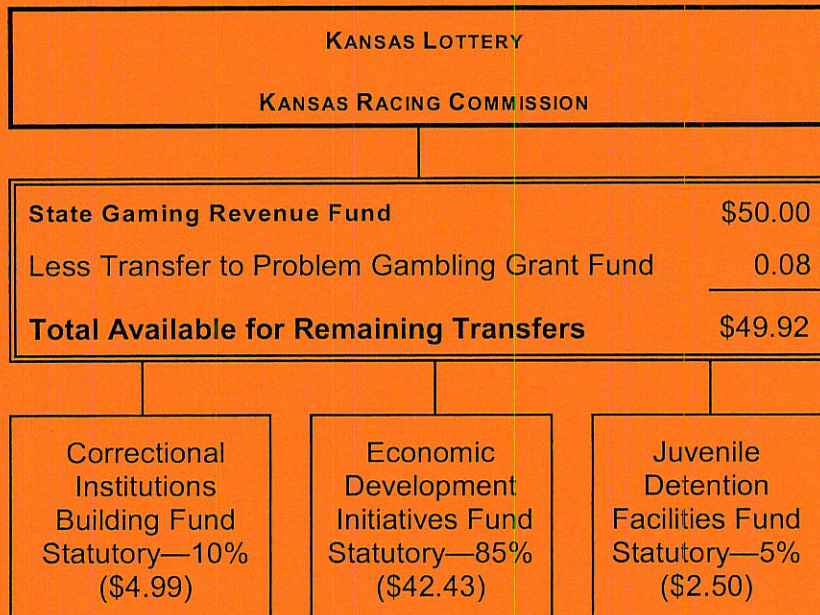 KANSAS LOTTERY
KANSAS RACING COMMISSION
State Gaming Revenue Fund $50.00
Less Transfer to Problem Gambling Grant Fund 0.08
Total Available for Remaining Transfers $49.92
Correctional
Institutions
Building Fund
Statutory—10%
($4.99)
Economic
Development
Initiatives Fund
Statutory—85%
($42.43)
Juvenile
Detention
Facilities Fund
Statutory—5%
($2.50)